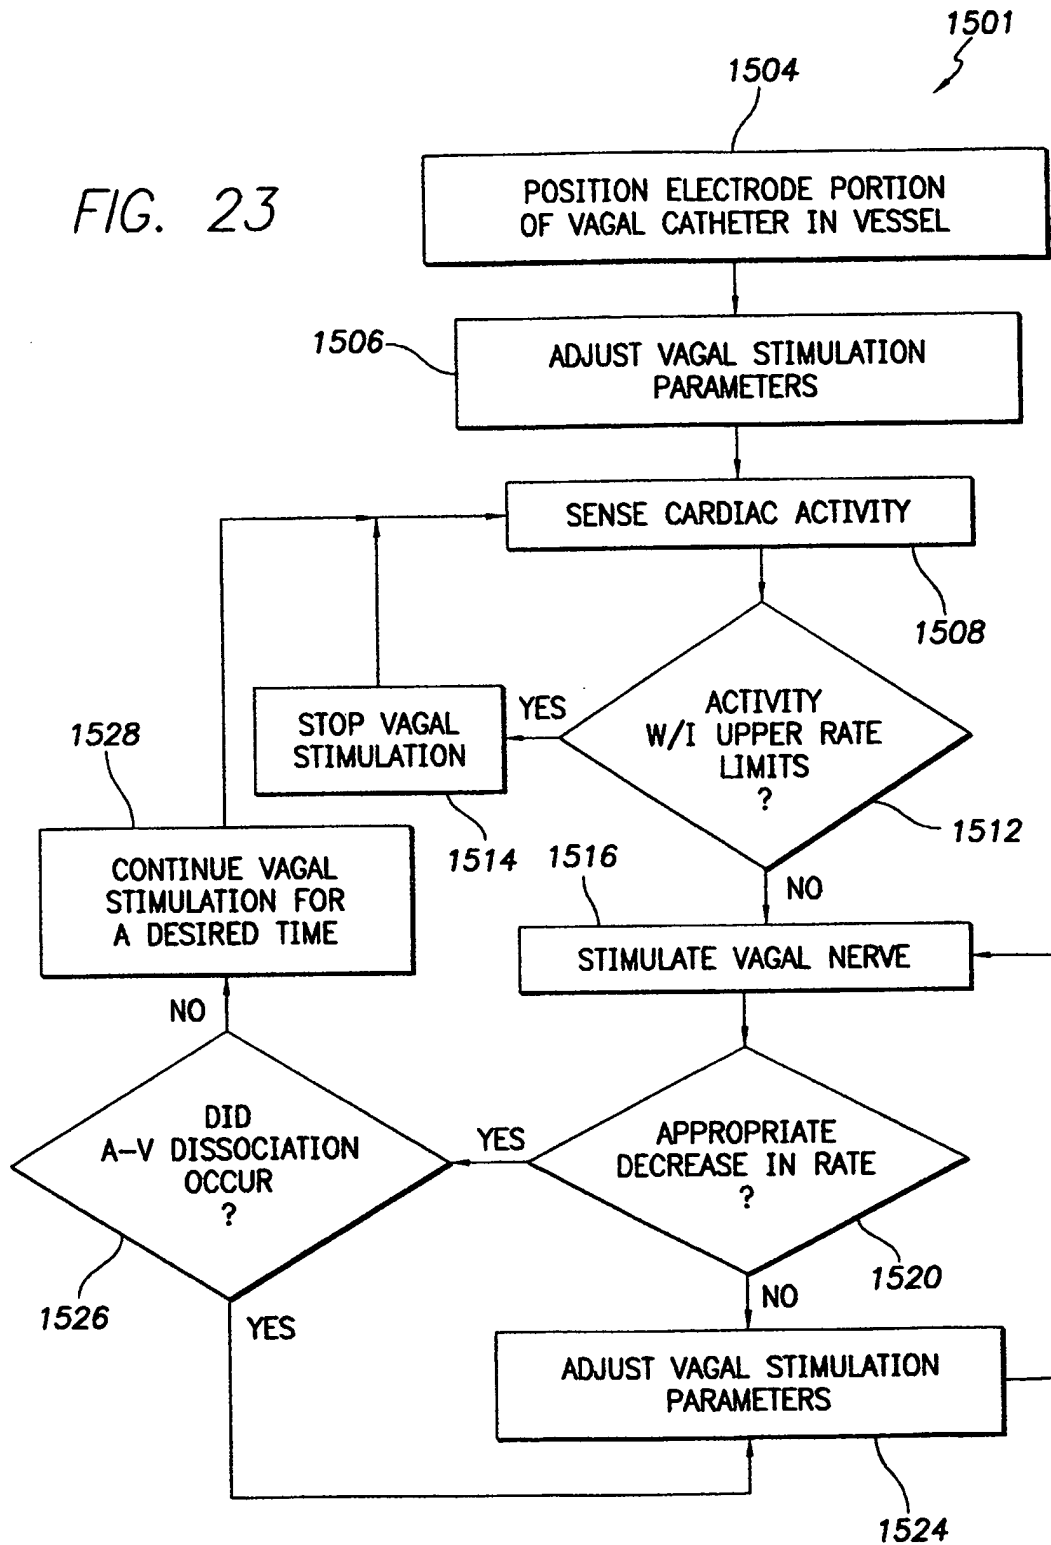 1501
1504
FIG. 23
POSITION ELECTRODE PORTION
OF VAGAL CATHETER IN VESSEL
1506
ADJUST VAGAL STIMULATION
PARAMETERS
SENSE CARDIAC ACTIVITY
1508
ACTIVITY
W/I UPPER RATE
LIMITS
?
YES
STOP VAGAL
STIMULATION
1528
1512
1514
1516
NO
CONTINUE VAGAL
STIMULATION FOR
A DESIRED TIME
STIMULATE VAGAL NERVE
NO
DID
A-V DISSOCIATION
OCCUR
?
YES
APPROPRIATE
DECREASE IN RATE
?
1520
1526
YES
NO
ADJUST VAGAL STIMULATION
PARAMETERS
1524